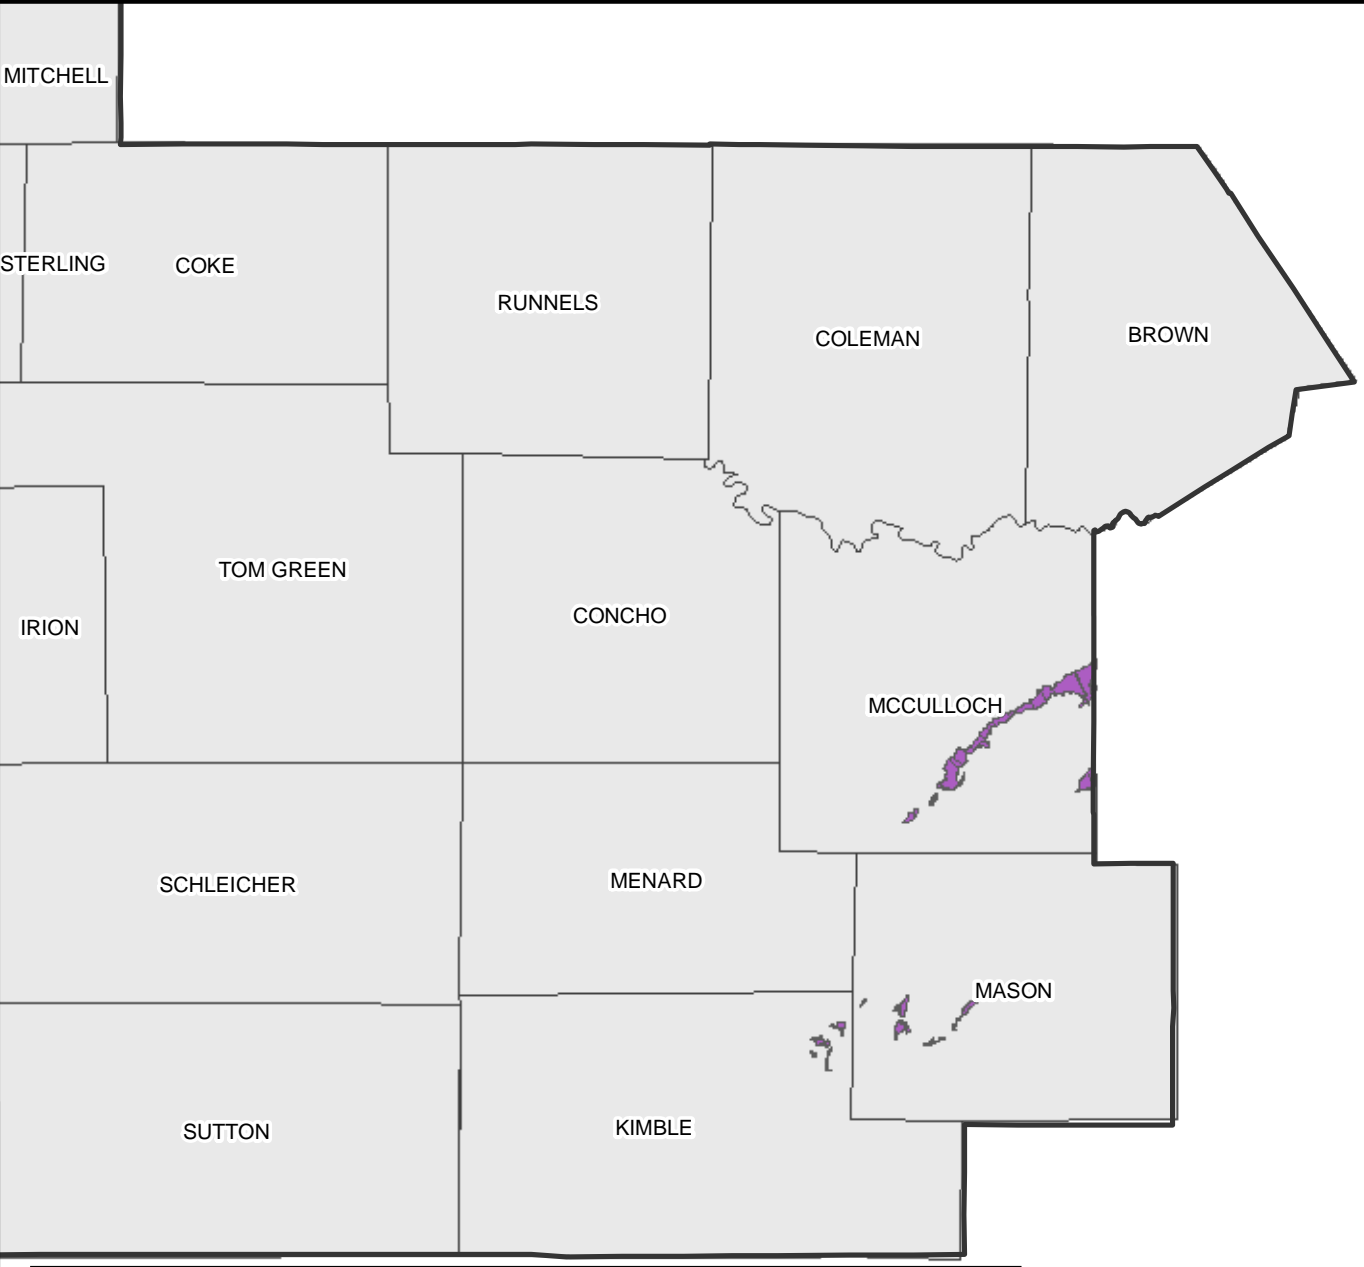 MITCHELL
STERLING
COKE
RUNNELS
COLEMAN
BROWN
TOM GREEN
IRION
CONCHO
MCCULLOCH
SCHLEICHER
MENARD
MASON
SUTTON
KIMBLE